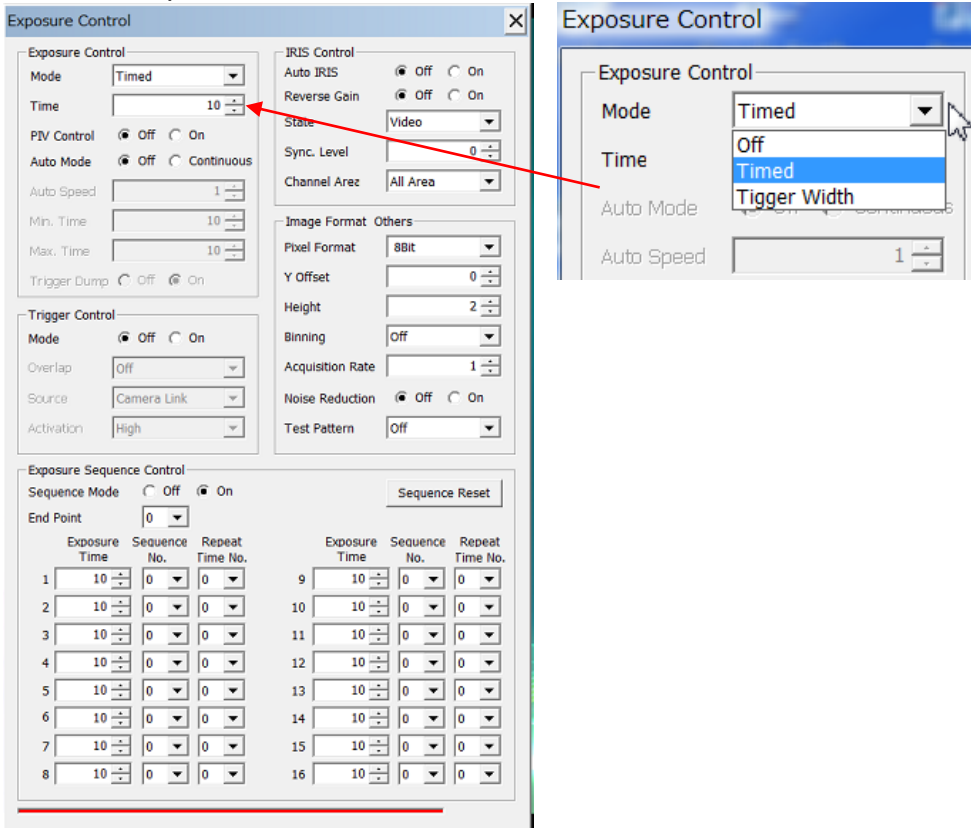 Exposure Control
Exposure Control
Mode Timed
Time 10
PIV Control Off On
Auto Mode Off Continuous
Auto Speed 1
Min. Time 10
Max. Time 10
Trigger Dump Off On
Trigger Control
Mode Off On
Overlap Off
Source Camera Link
Activation High
IRIS Control
Auto IRIS Off On
Reverse Gain Off On
State Video
Sync. Level 0
Channel Arez All Area
Image Format Others
Pixel Format 8Bit
Y Offset 0
Height 2
Binning Off
Acquisition Rate 1
Noise Reduction Off On
Test Pattern Off
Exposure Sequence Control
Sequence Mode Off On
Sequence Reset
End Point 0
Exposure Sequence Repeat
Time No. Time No.
1 10 0 0
2 10 0 0
3 10 0 0
4 10 0 0
5 10 0 0
6 10 0 0
7 10 0 0
8 10 0 0
Exposure Sequence Repeat
Time No. Time No.
9 10 0 0
10 10 0 0
11 10 0 0
12 10 0 0
13 10 0 0
14 10 0 0
15 10 0 0
16 10 0 0
Exposure Control
Exposure Control
Mode Timed
Off
Time Timed
Tigger Width
Auto Mode
Auto Speed 1